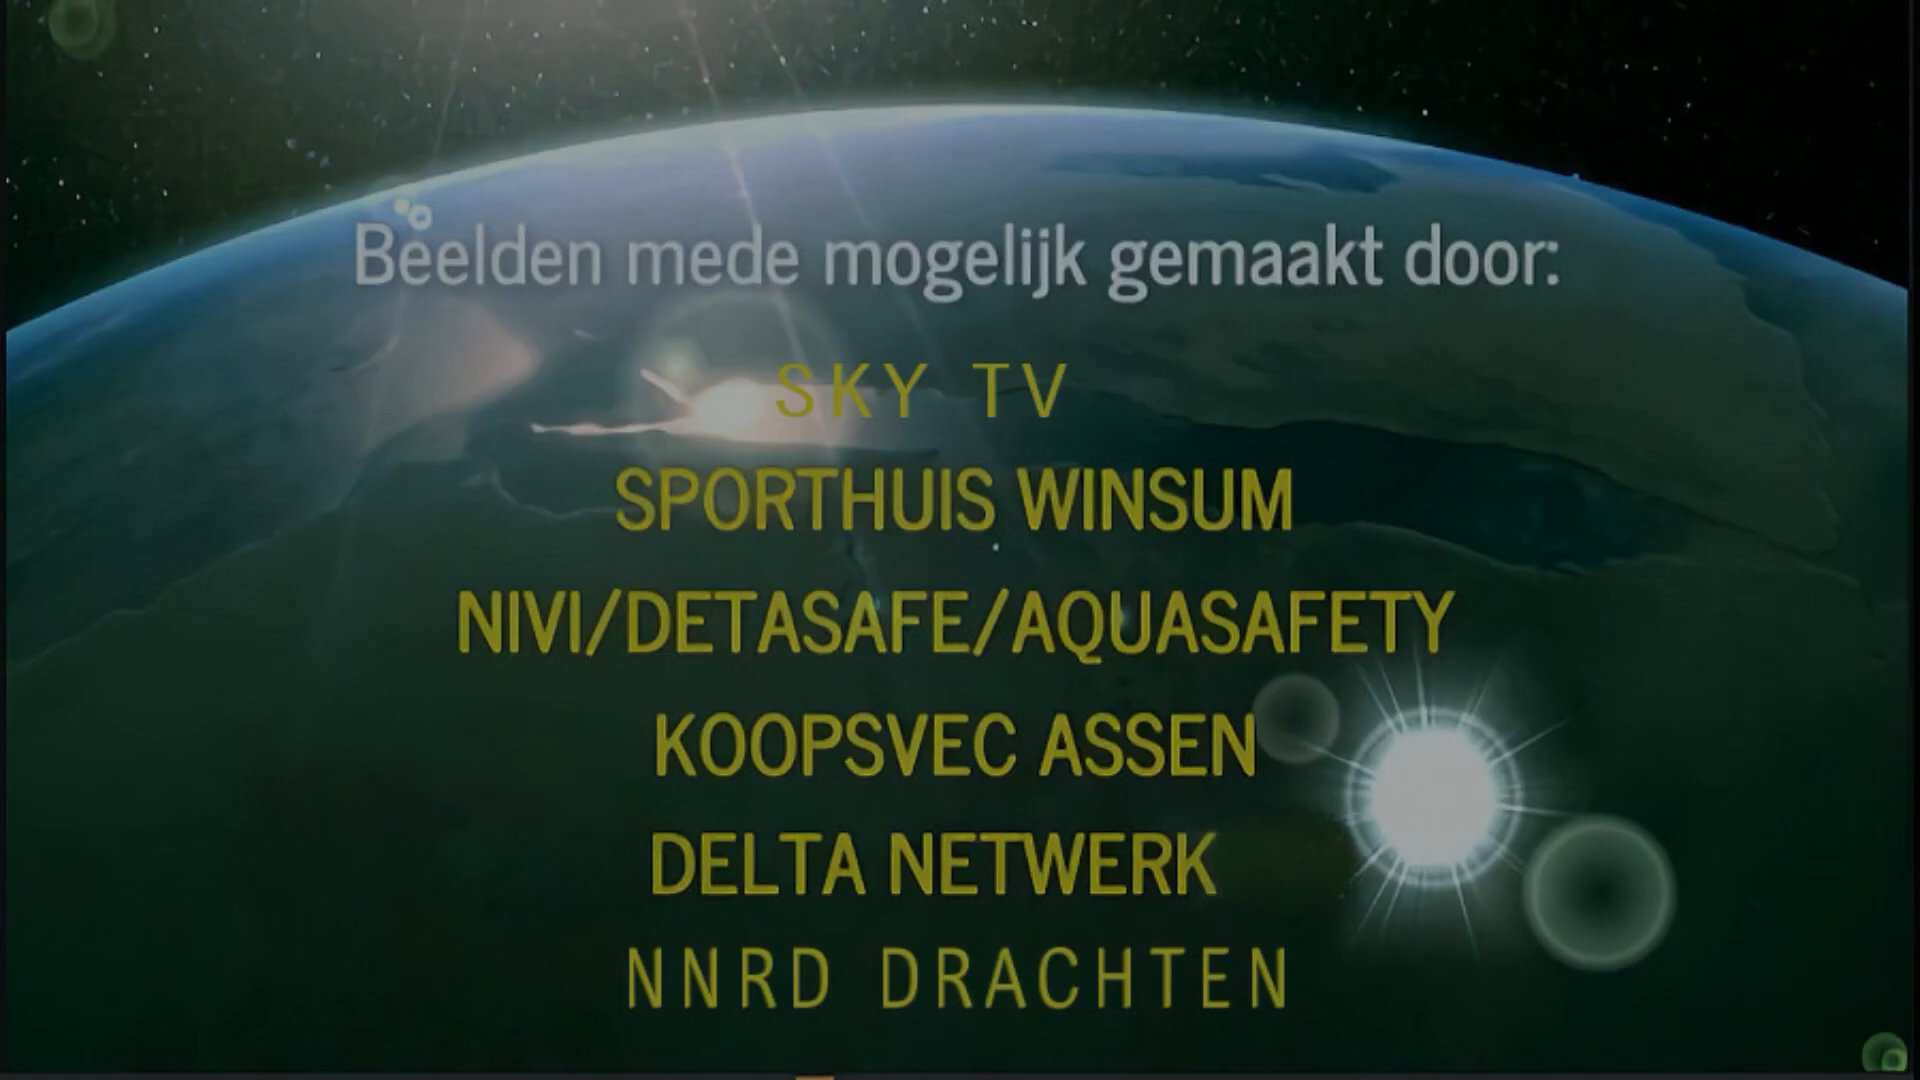 Beelden mede mogelijk gemaakt door:
SKY TV
SPORTHUIS WINSUM
NIVI/DETASAFE/AQUASAFETY
KOOPSVEC ASSEN
DELTA NETWERK
NNRD DRACHTEN